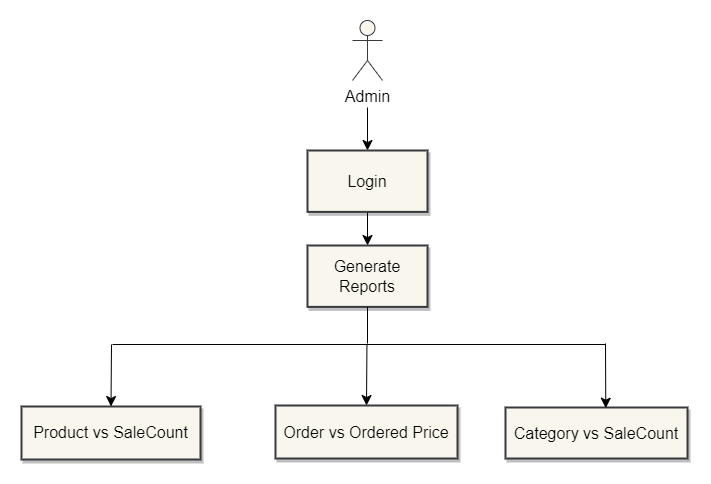 Admin
Login
Generate
Reports
Product vs SaleCount
Order vs Ordered Price
Category vs SaleCount